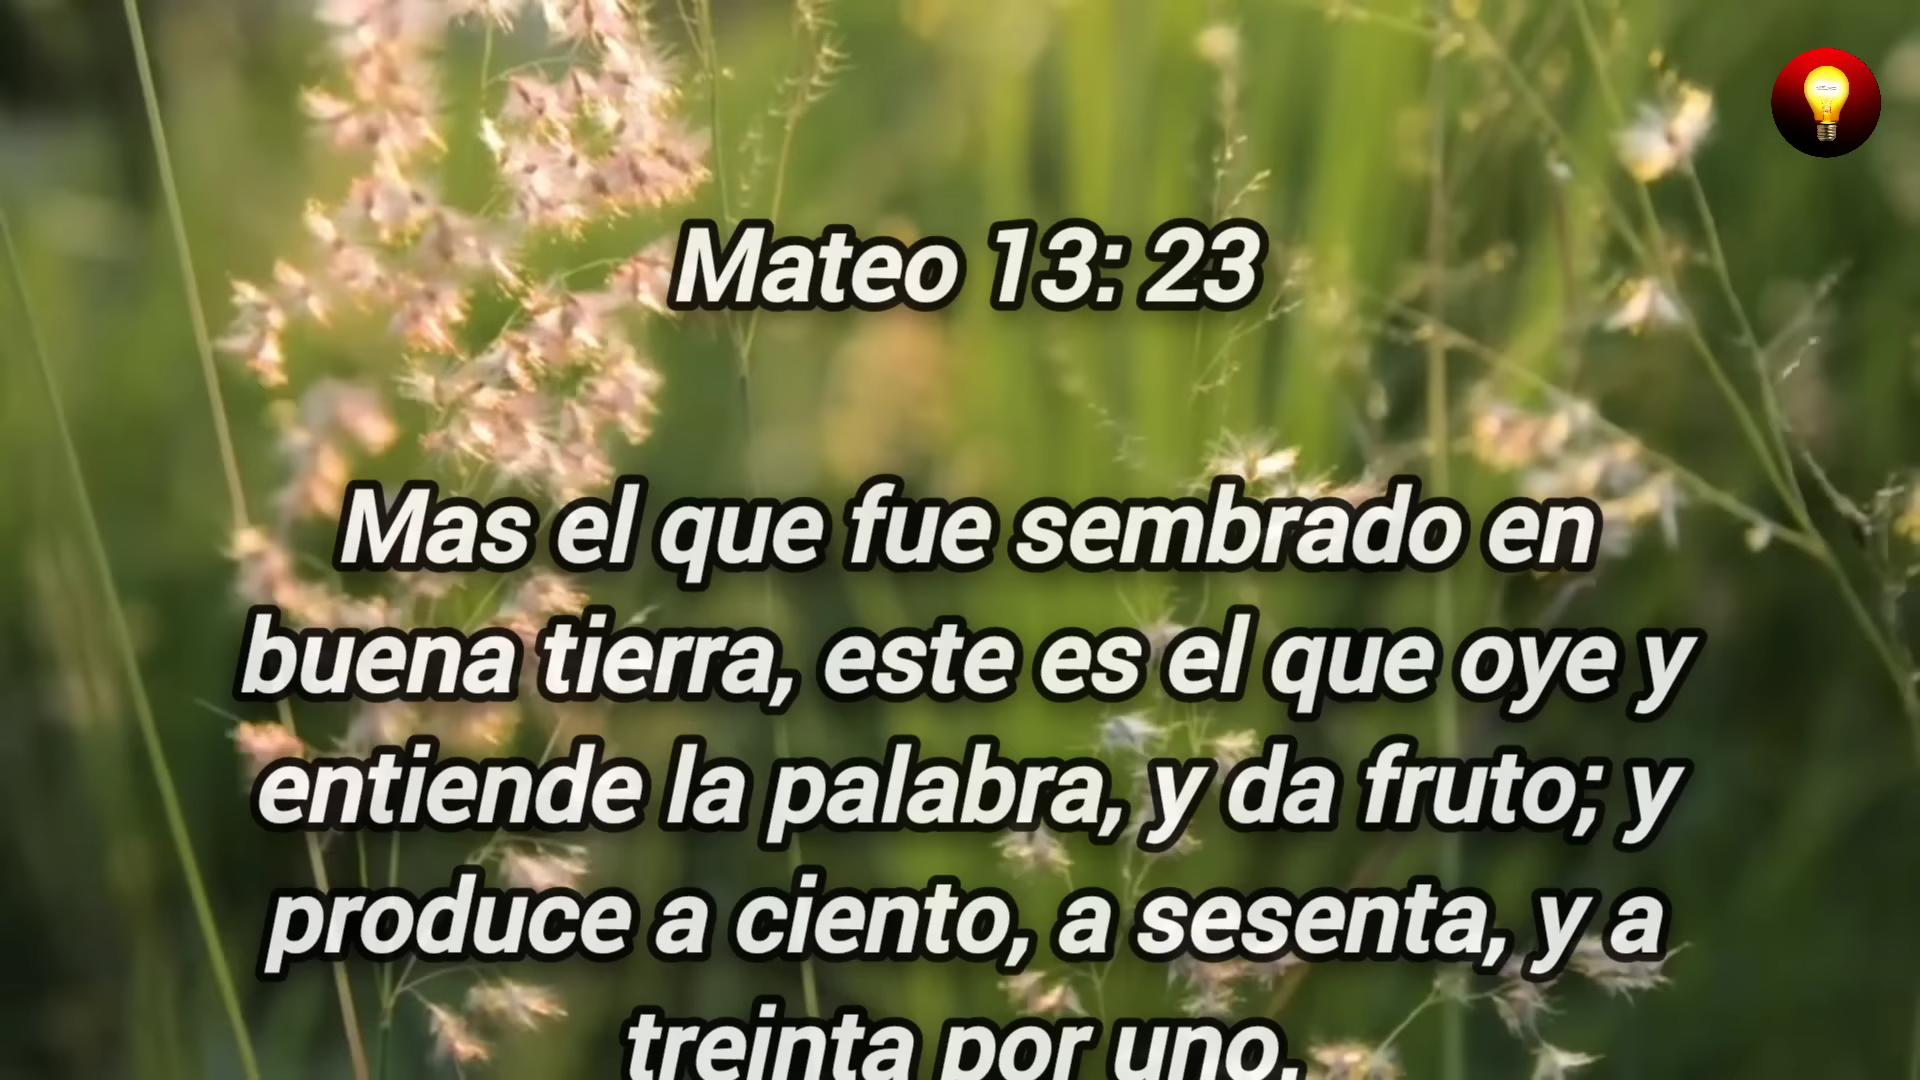 Mateo 13: 23
Mas el que fue sembrado en
buena tierra, este es el que oye y
entiende la palabra, y da fruto; y
produce a ciento, a sesenta, y a
treinta por uno.